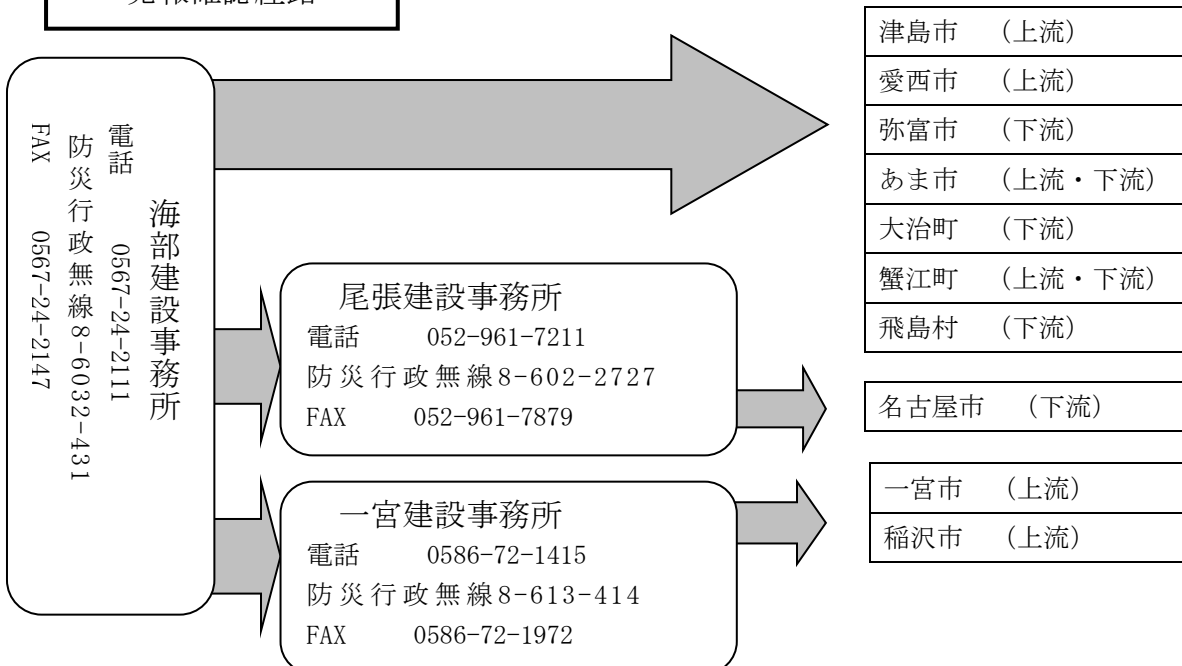 海部建設事務所
電話 0567-24-2111
防災行政無線8-6032-431
FAX 0567-24-2147
尾張建設事務所
電話 052-961-7211
防災行政無線8-602-2727
FAX 052-961-7879
一宮建設事務所
電話 0586-72-1415
防災行政無線8-613-414
FAX 0586-72-1972
津島市 （上流）
愛西市 （上流）
弥富市 （下流）
あま市 （上流・下流）
大治町 （下流）
蟹江町 （上流・下流）
飛島村 （下流）
名古屋市 （下流）
一宮市 （上流）
稲沢市 （上流）